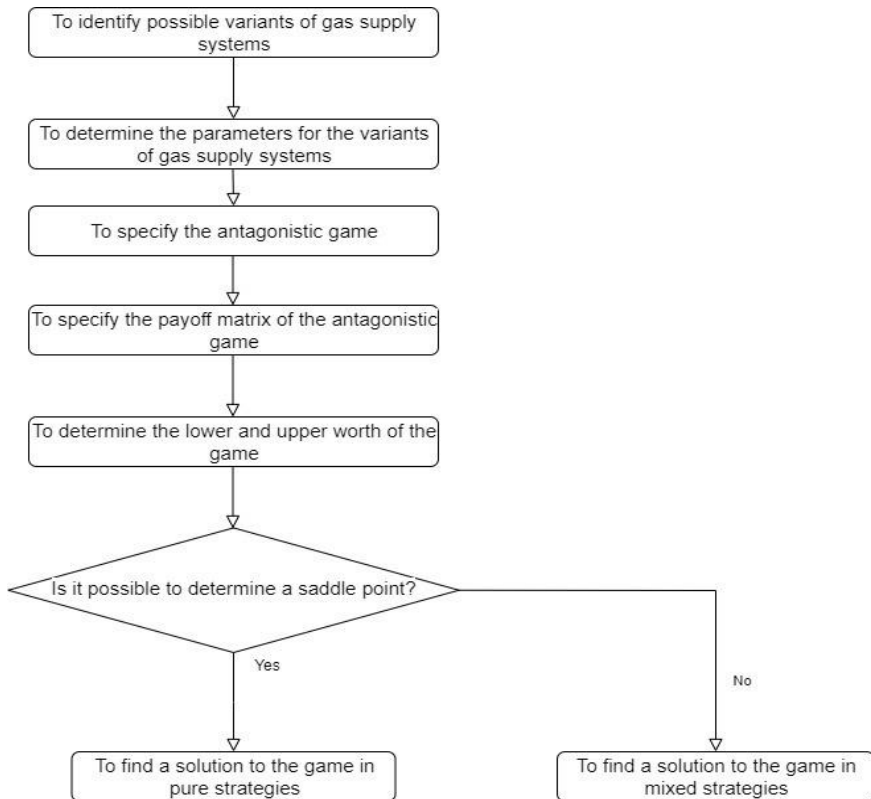 To identify possible variants of gas supply
systems
To determine the parameters for the variants
of gas supply systems
To specify the antagonistic game
To specify the payoff matrix of the antagonistic
game
To determine the lower and upper worth of the
game
Is it possible to determine a saddle point?
Yes
No
To find a solution to the game in
pure strategies
To find a solution to the game in
mixed strategies